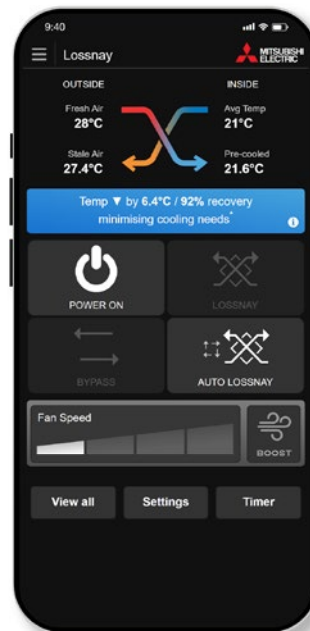 9:40
Lossnay
MITSUBISHI
ELECTRIC
OUTSIDE
INSIDE
Fresh Air
28°C
Avg Temp
21°C
Stale Air
27.4°C
Pre-cooled
21.6°C
Temp ▼ by 6.4°C / 92% recovery
minimising cooling needs*
POWER ON
LOSSNAY
BYPASS
AUTO LOSSNAY
Fan Speed
BOOST
View all
Settings
Timer